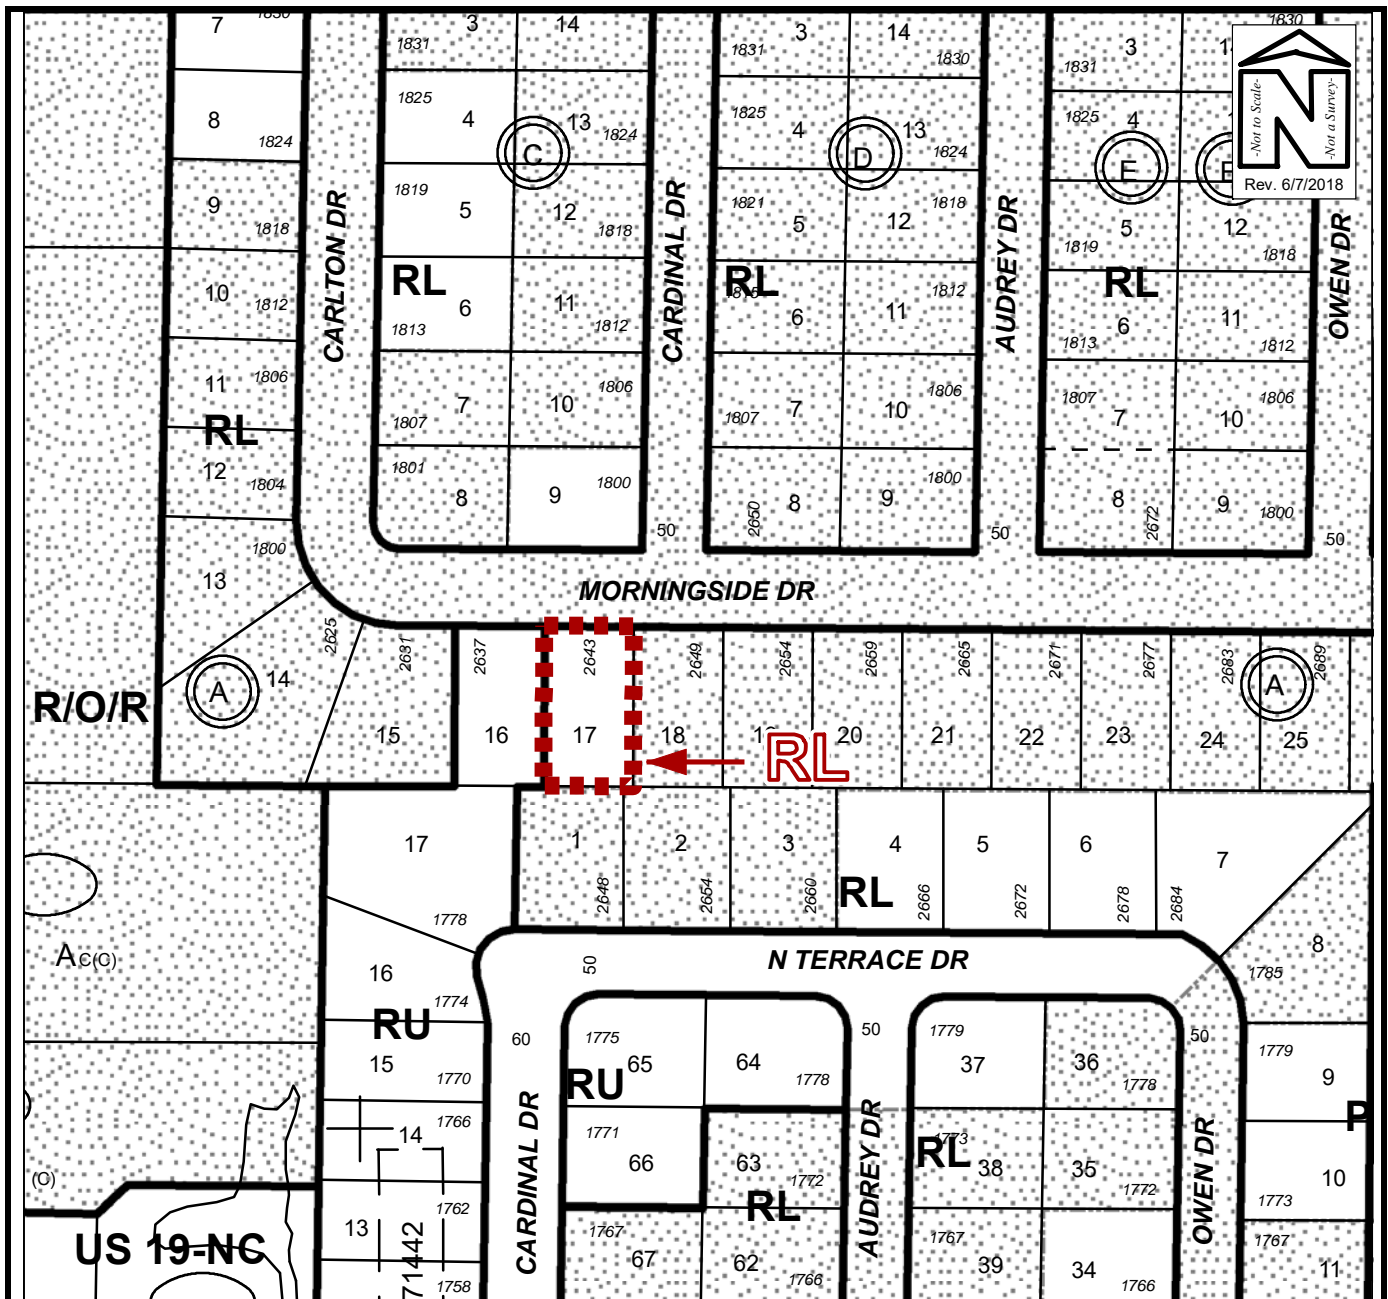 7 1830 3 14 3 14 3 1830
1831 1831 1830 1831
-Not to Scale- -Not a Survey-
Rev. 6/7/2018
8 1824 1825 4 13 1824 1825 4 13 1824 1825 4
C D E
9 1818 1819 5 12 1818 1821 5 12 1818 1819 5 12 1818
CARLTON DR CARDINAL DR AUDREY DR OWEN DR
RL RL RL
10 1812 1813 6 11 1812 6 11 1812 1813 6 11 1812
11 1806 1807 7 10 1806 1807 7 10 1806 1807 7 10 1806
RL
12 1804 1801 8 9 1800 2650 8 9 1800 8 2672 9 1800
50 50 50
13 1800
MORNINGSIDE DR
2625 2631 2637 2643 2649 2654 2659 2665 2671 2677 2683 2689
A 14 A
R/O/R
15 16 17 18 19 20 21 22 23 24 25
RL
17 1 2 3 4 5 6 7
1778 2648 2654 2660 RL 2666 2672 2678 2684
8
1785
A C(C)
N TERRACE DR
50
16 1774
RU
60 50 50
1775 65 64 1778 1779 37 36 1778 1779 9
RU
15 1770
P
14 1766
CARDINAL DR AUDREY DR OWEN DR
1771 66 63 1772 1773 38 35 1772 10 1773
RL RL
(C)
13 1762
US 19-NC
71442
1758
1767 67 62 1766 1767 39 34 1766 1767 11